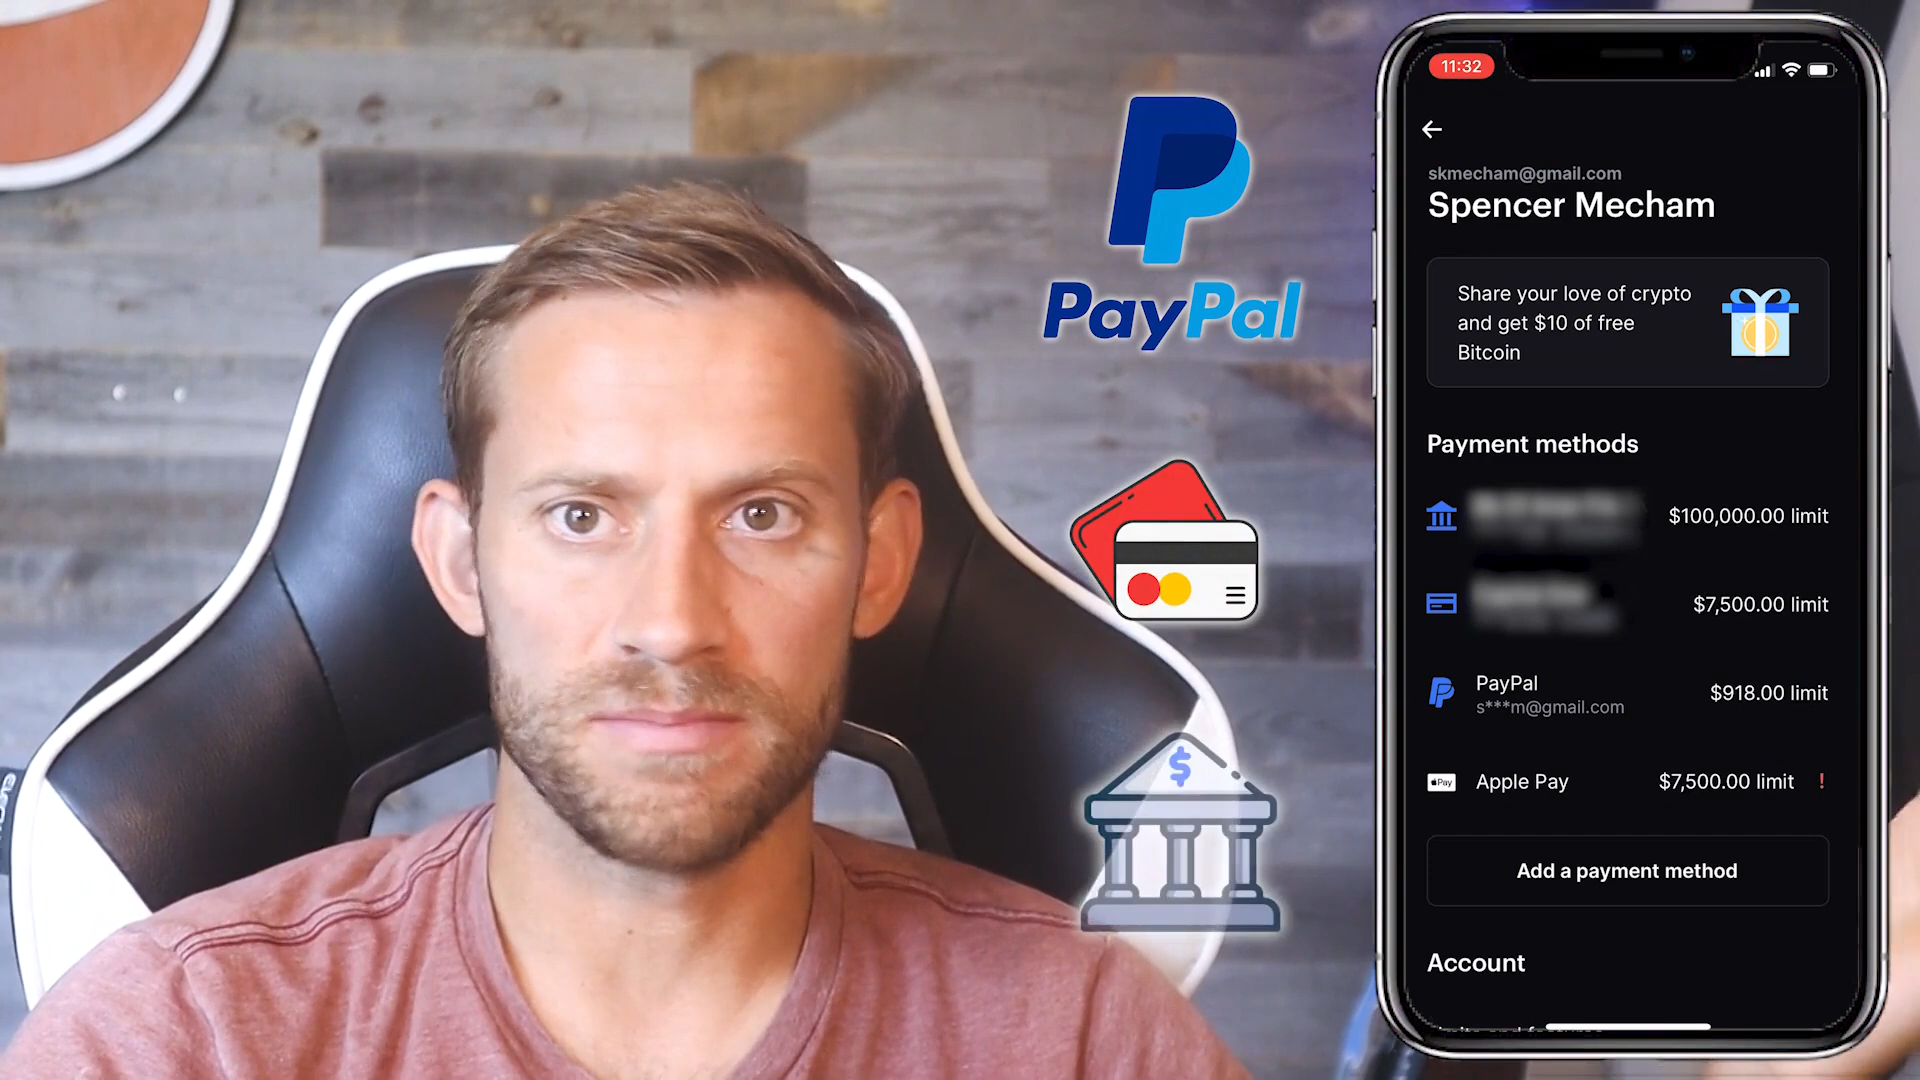 PayPal
11:32
skmecham@gmail.com
Spencer Mecham
Share your love of crypto
and get $10 of free
Bitcoin
Payment methods
$100,000.00 limit
$7,500.00 limit
PayPal
$918.00 limit
s***m@gmail.com
Pay
Apple Pay
$7,500.00 limit !
Add a payment method
Account
$